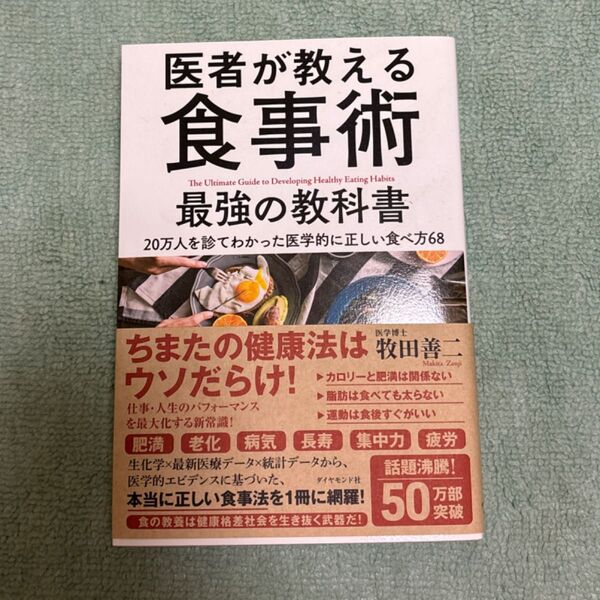 医者が教える
食事術
The Ultimate Guide to Developing Healthy Eating Habits
最強の教科書
20万人を診てわかった医学的に正しい食べ方68
ちまたの健康法は
ウソだらけ!
医学博士
牧田善二
Makita Zenji
仕事・人生のパフォーマンス
を最大化する新常識!
▶カロリーと肥満は関係ない
▶脂肪は食べても太らない
▶運動は食後すぐがいい
肥満 老化 病気 長寿 集中力 疲労
生化学×最新医療データ×統計データから、
医学的エビデンスに基づいた、
本当に正しい食事法を1冊に網羅!
ダイヤモンド社
食の教養は健康格差社会を生き抜く武器だ!
話題沸騰!
50万部
突破